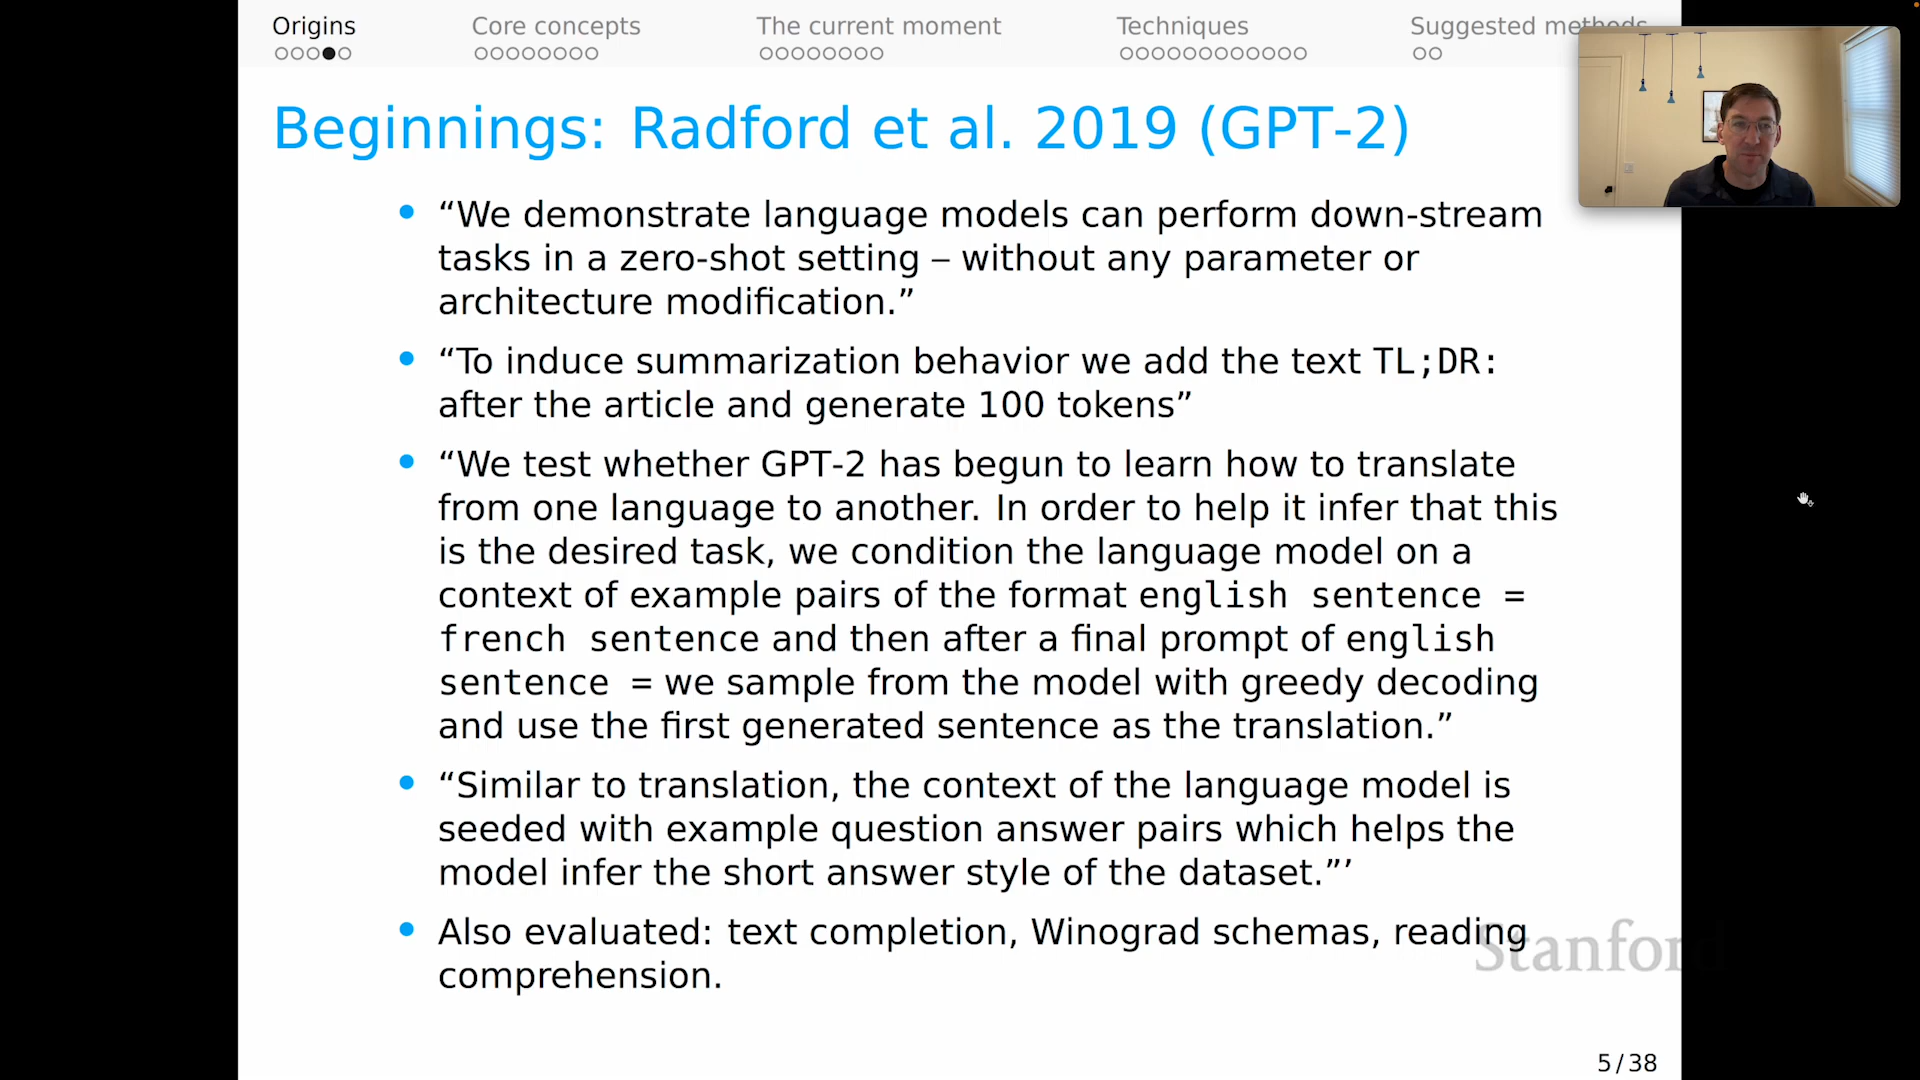 Origins
Core concepts
The current moment
Techniques
Suggested methods
Beginnings: Radford et al. 2019 (GPT-2)
“We demonstrate language models can perform down-stream
tasks in a zero-shot setting – without any parameter or
architecture modification.”
“To induce summarization behavior we add the text TL;DR:
after the article and generate 100 tokens”
“We test whether GPT-2 has begun to learn how to translate
from one language to another. In order to help it infer that this
is the desired task, we condition the language model on a
context of example pairs of the format english sentence =
french sentence and then after a final prompt of english
sentence = we sample from the model with greedy decoding
and use the first generated sentence as the translation.”
“Similar to translation, the context of the language model is
seeded with example question answer pairs which helps the
model infer the short answer style of the dataset.”’
Also evaluated: text completion, Winograd schemas, reading
comprehension.
Stanford
5 / 38